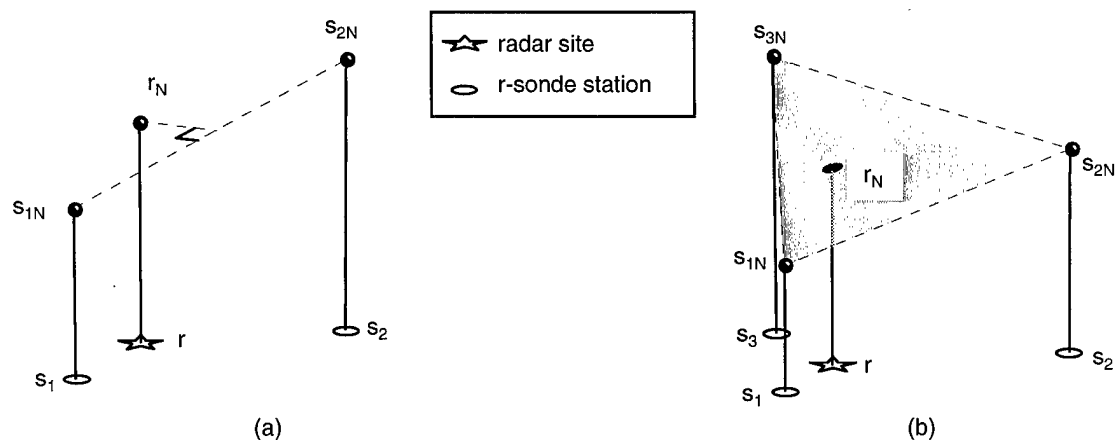 S2N
rN
S1N
S2
r
S1
(a)
radar site
r-sonde station
S3N
S2N
rN
S1N
S3
S2
r
S1
(b)